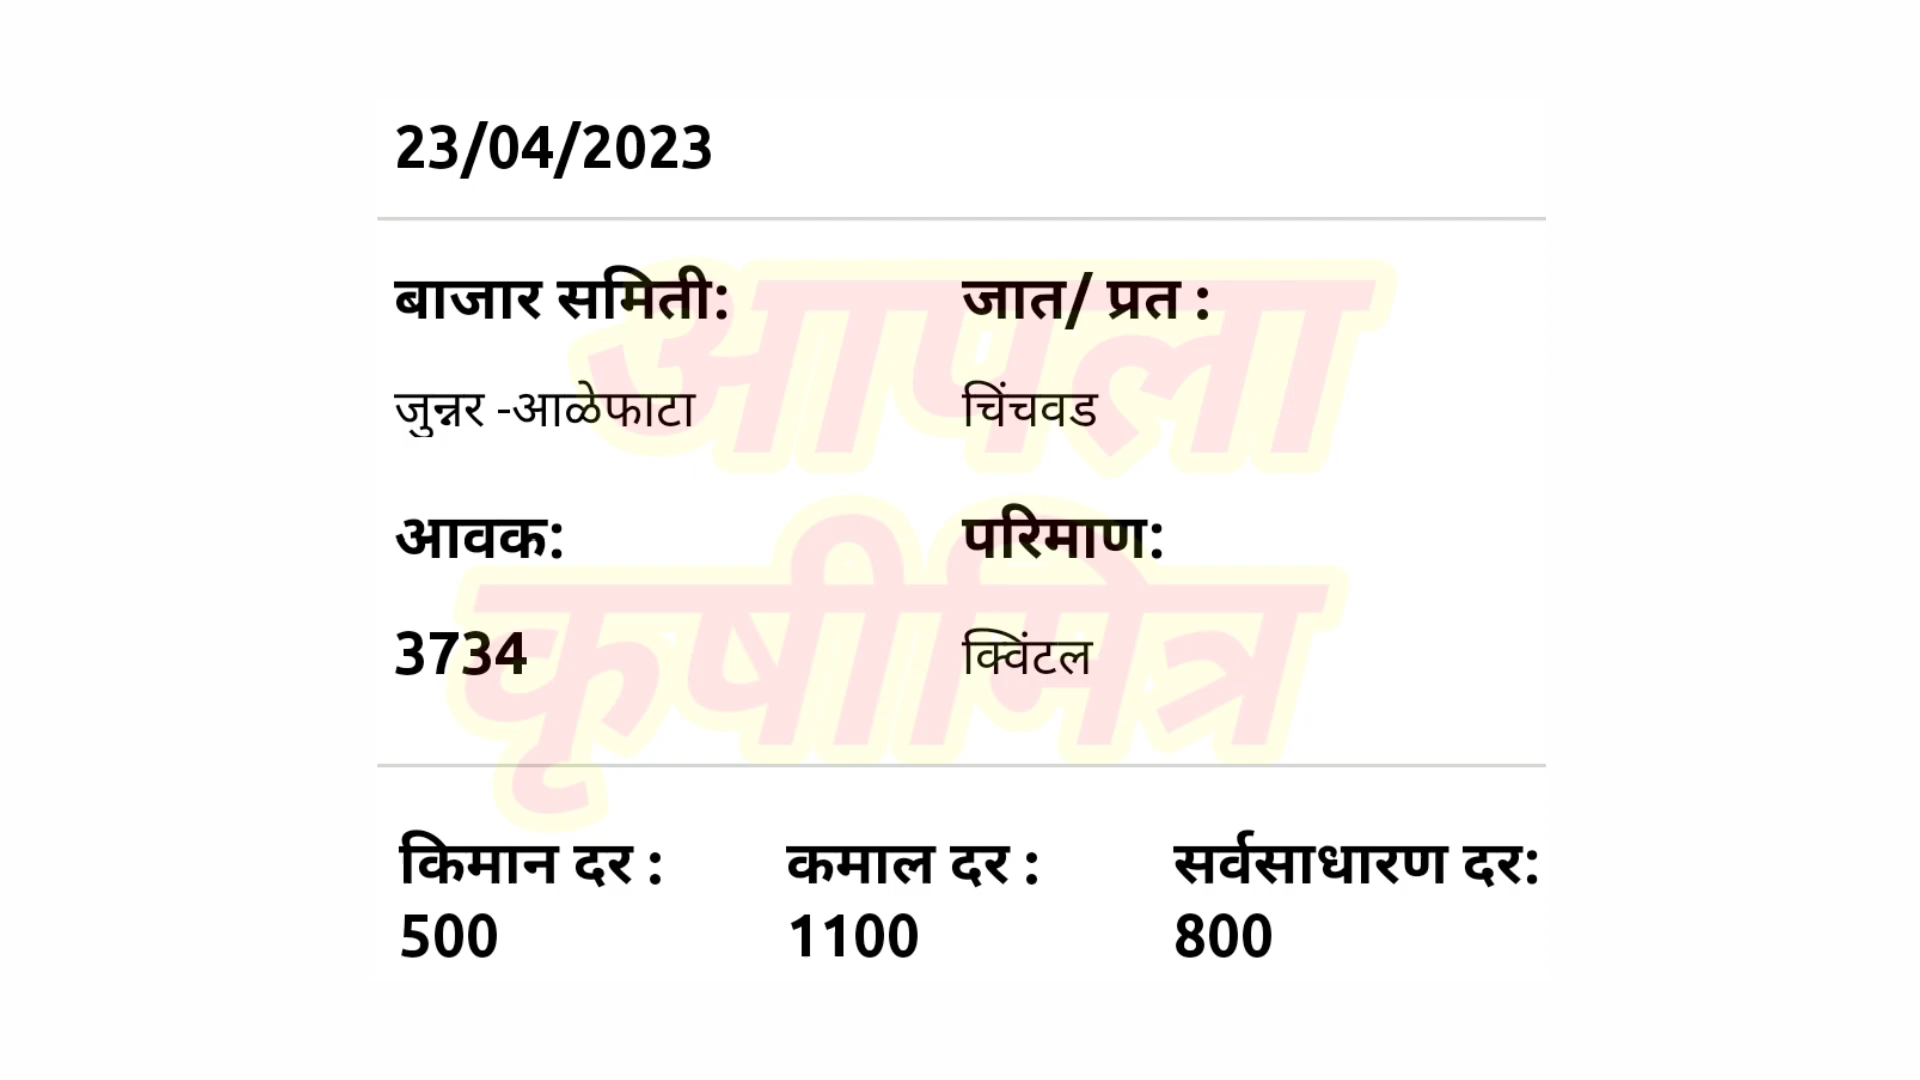 23/04/2023
बाजार समिती: जात/ प्रत :
जुन्नर -आळेफाटा चिंचवड
आवक: परिमाण:
3734 क्विंटल
किमान दर : कमाल दर : सर्वसाधारण दर:
500 1100 800
आपला
कृषीमित्र